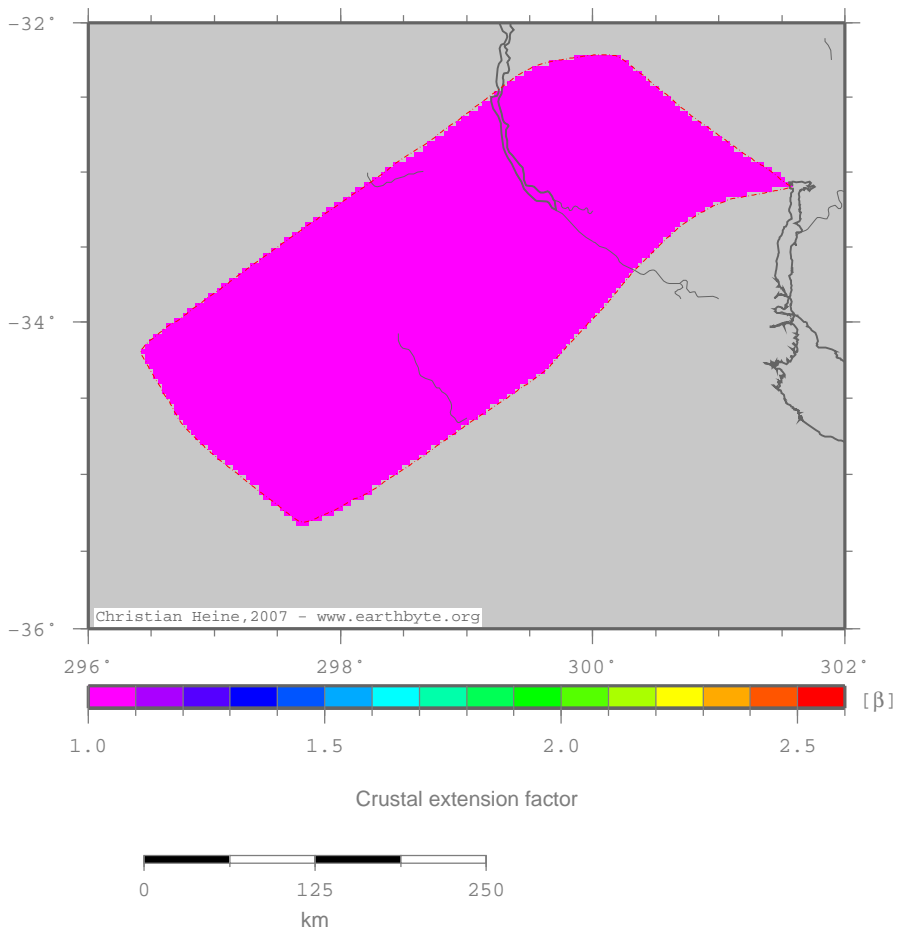 −32°
−34°
−36°
Christian Heine,2007 − www.earthbyte.org
296° 298° 300° 302°
[β]
1.0 1.5 2.0 2.5
Crustal extension factor
0 125 250
km